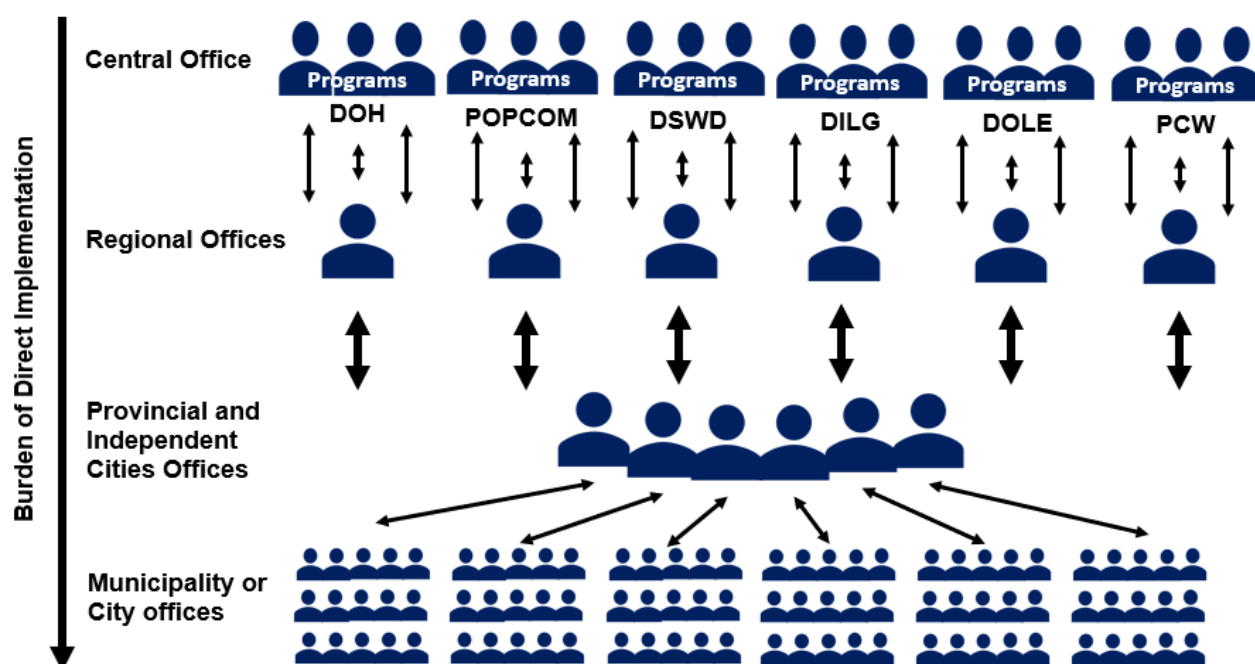 Central Office
Programs Programs Programs Programs Programs Programs
DOH POPCOM DSWD DILG DOLE PCW
Regional Offices
Provincial and
Independent
Cities Offices
Municipality or
City offices
Burden of Direct Implementation